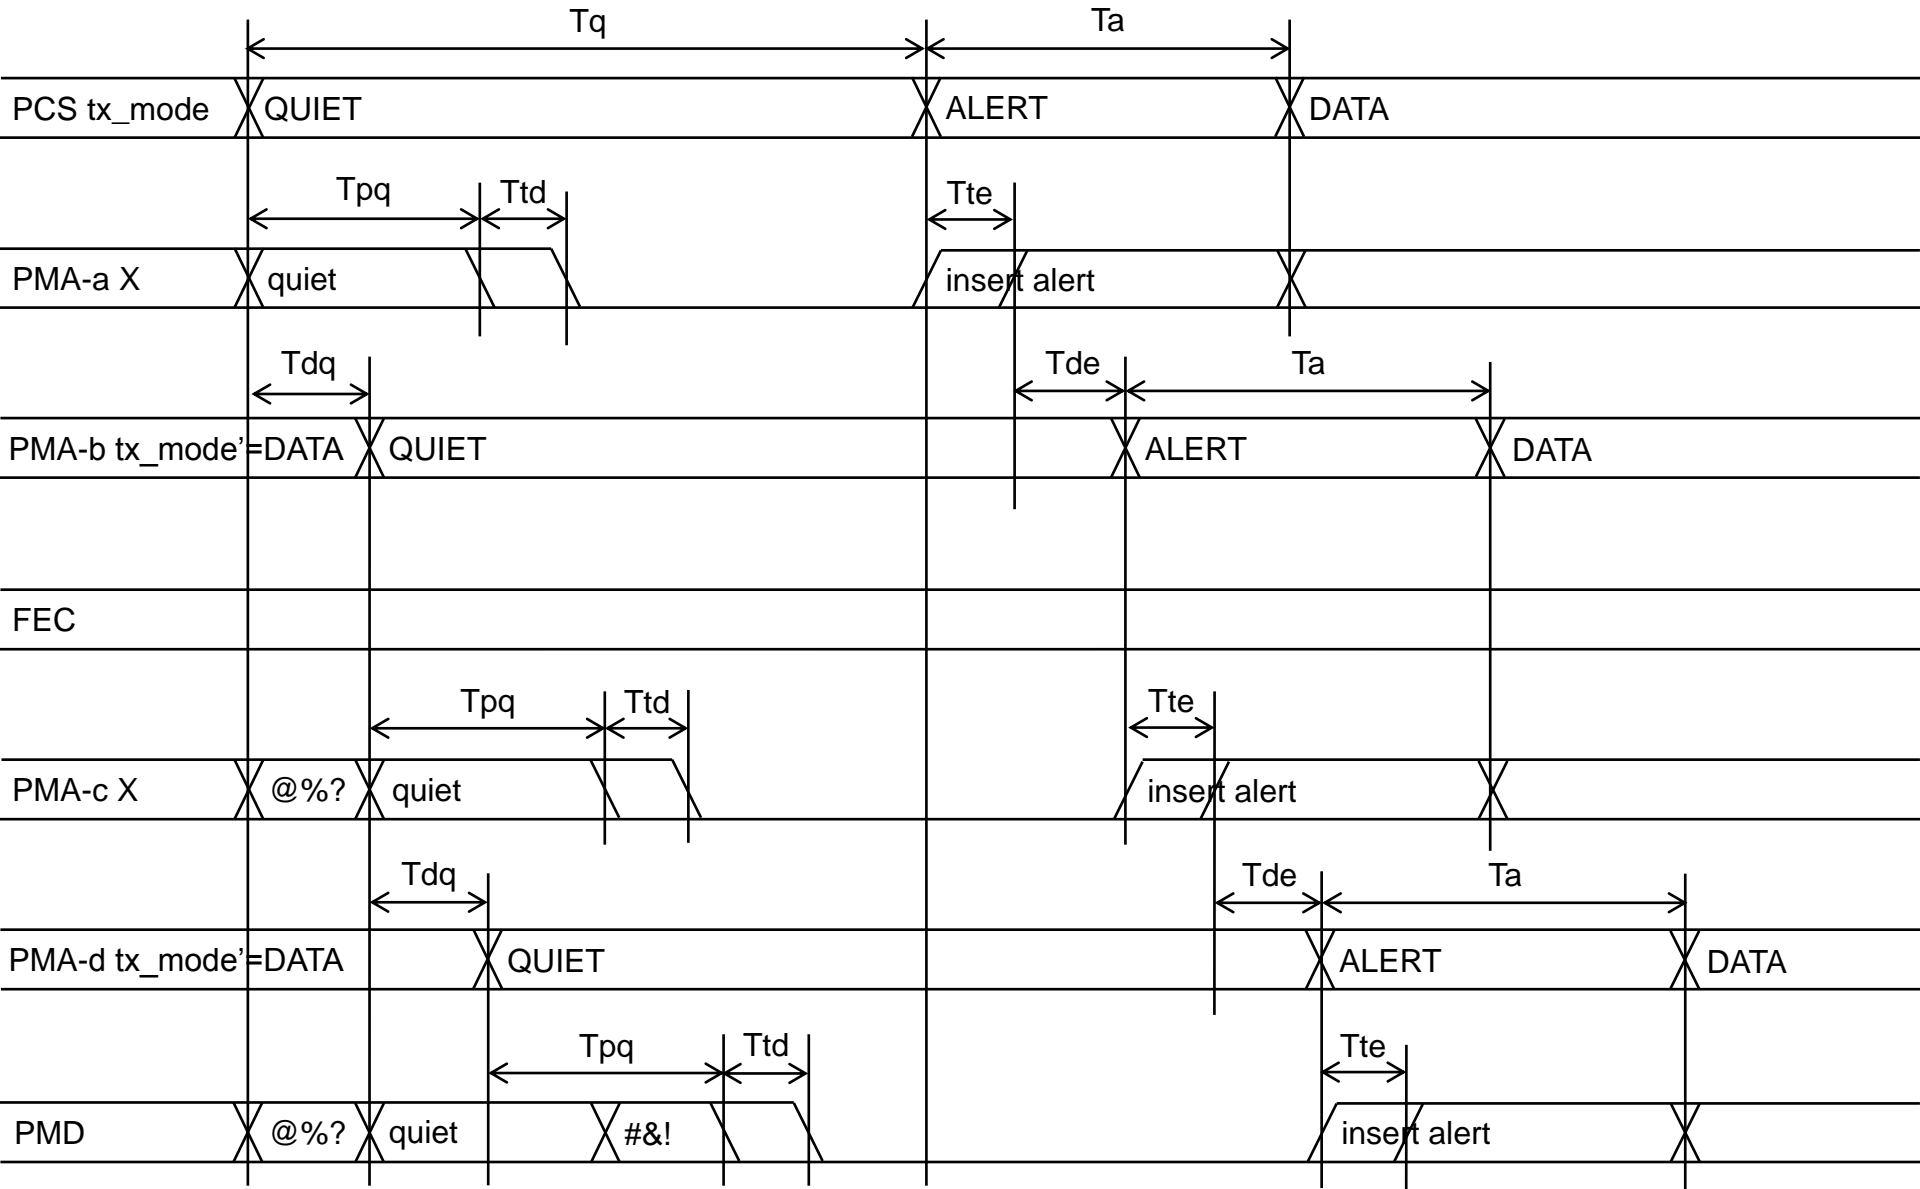 Tq Ta
PCS tx_mode QUIET ALERT DATA
Tpq Ttd Tte
PMA-a X quiet insert alert
Tdq Tde Ta
PMA-b tx_mode'=DATA QUIET ALERT DATA
FEC
Tpq Ttd Tte
PMA-c X @%? quiet insert alert
Tdq Tde Ta
PMA-d tx_mode'=DATA QUIET ALERT DATA
Tpq Ttd Tte
PMD @%? quiet #&! insert alert